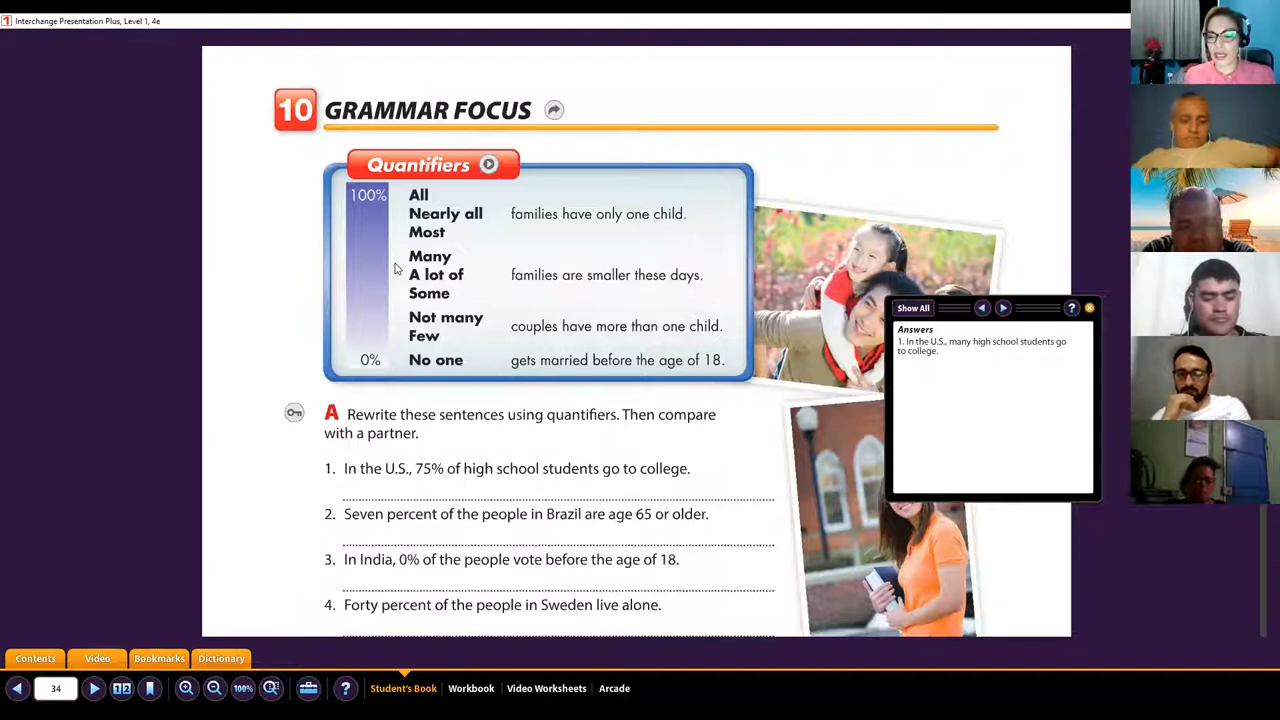 Interchange Presentation Plus, Level 1, 4e
10 GRAMMAR FOCUS
Quantifiers
100% All
Nearly all families have only one child.
Most
Many
A lot of families are smaller these days.
Some
Not many
Few
couples have more than one child.
0% No one gets married before the age of 18.
Show All ?
Answers
1. In the U.S., many high school students go
to college.
A Rewrite these sentences using quantifiers. Then compare
with a partner.
1. In the U.S., 75% of high school students go to college.
2. Seven percent of the people in Brazil are age 65 or older.
3. In India, 0% of the people vote before the age of 18.
4. Forty percent of the people in Sweden live alone.
Contents Video Bookmarks Dictionary
34 1 2 100% ? Student's Book Workbook Video Worksheets Arcade